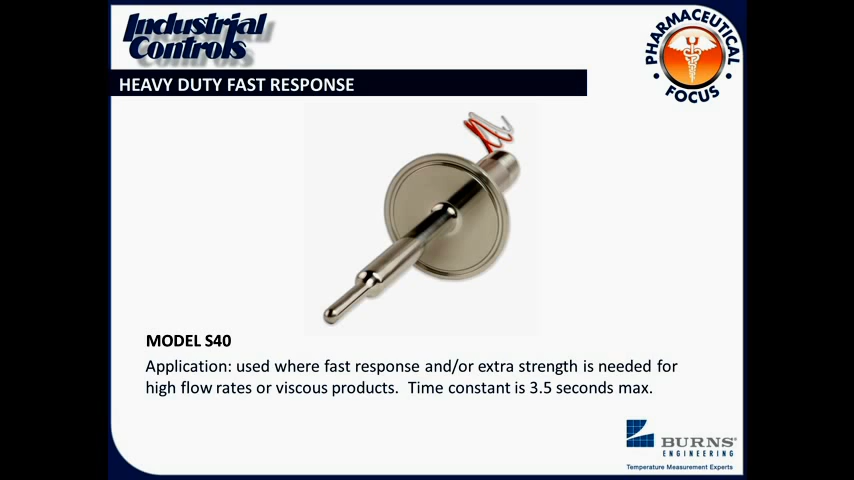 Industrial
Controls
PHARMACEUTICAL
FOCUS
HEAVY DUTY FAST RESPONSE
MODEL S40
Application: used where fast response and/or extra strength is needed for
high flow rates or viscous products. Time constant is 3.5 seconds max.
BURNS®
ENGINEERING
Temperature Measurement Experts